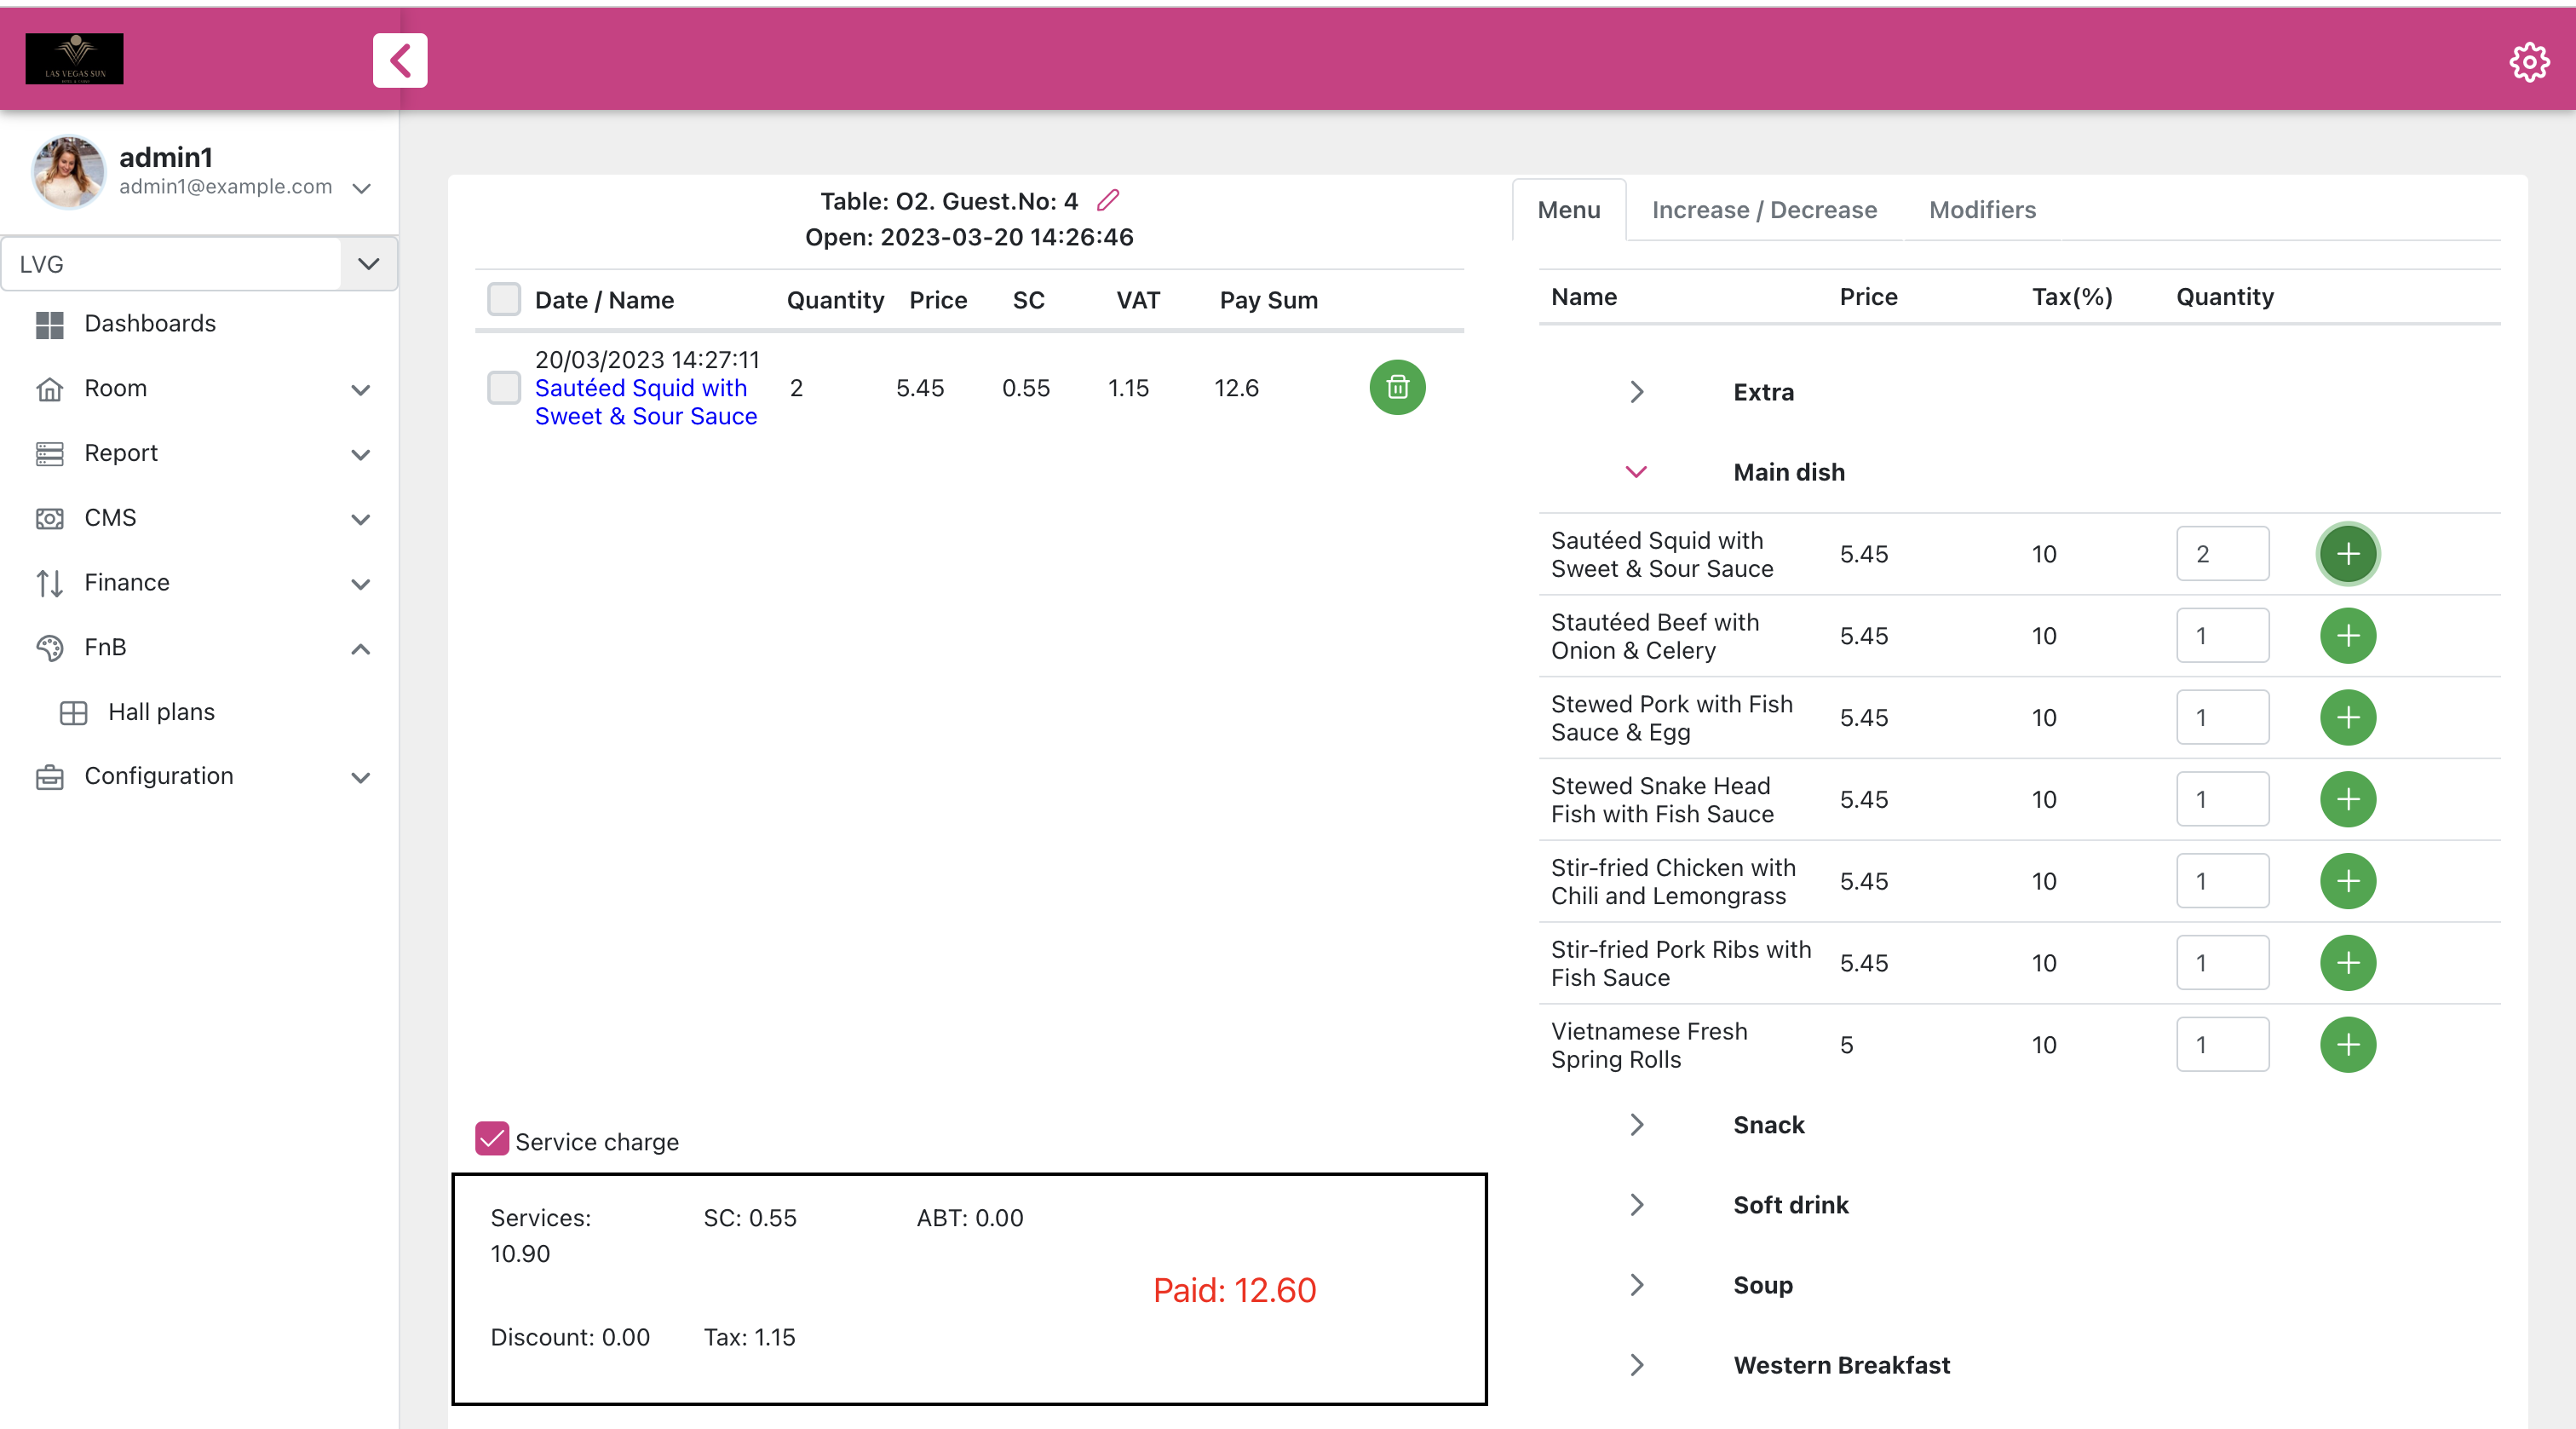 LAS VEGAS SUN
admin1
admin1@example.com
LVG
Dashboards
Room
Report
CMS
Finance
FnB
Hall plans
Configuration
Table: O2. Guest.No: 4
Open: 2023-03-20 14:26:46
Date / Name Quantity Price SC VAT Pay Sum
20/03/2023 14:27:11
Sautéed Squid with
Sweet & Sour Sauce
2 5.45 0.55 1.15 12.6
Service charge
Services: SC: 0.55 ABT: 0.00
10.90
Paid: 12.60
Discount: 0.00 Tax: 1.15
Menu Increase / Decrease Modifiers
Name Price Tax(%) Quantity
Extra
Main dish
Sautéed Squid with
Sweet & Sour Sauce
5.45 10 2
Stautéed Beef with
Onion & Celery
5.45 10 1
Stewed Pork with Fish
Sauce & Egg
5.45 10 1
Stewed Snake Head
Fish with Fish Sauce
5.45 10 1
Stir-fried Chicken with
Chili and Lemongrass
5.45 10 1
Stir-fried Pork Ribs with
Fish Sauce
5.45 10 1
Vietnamese Fresh
Spring Rolls
5 10 1
Snack
Soft drink
Soup
Western Breakfast